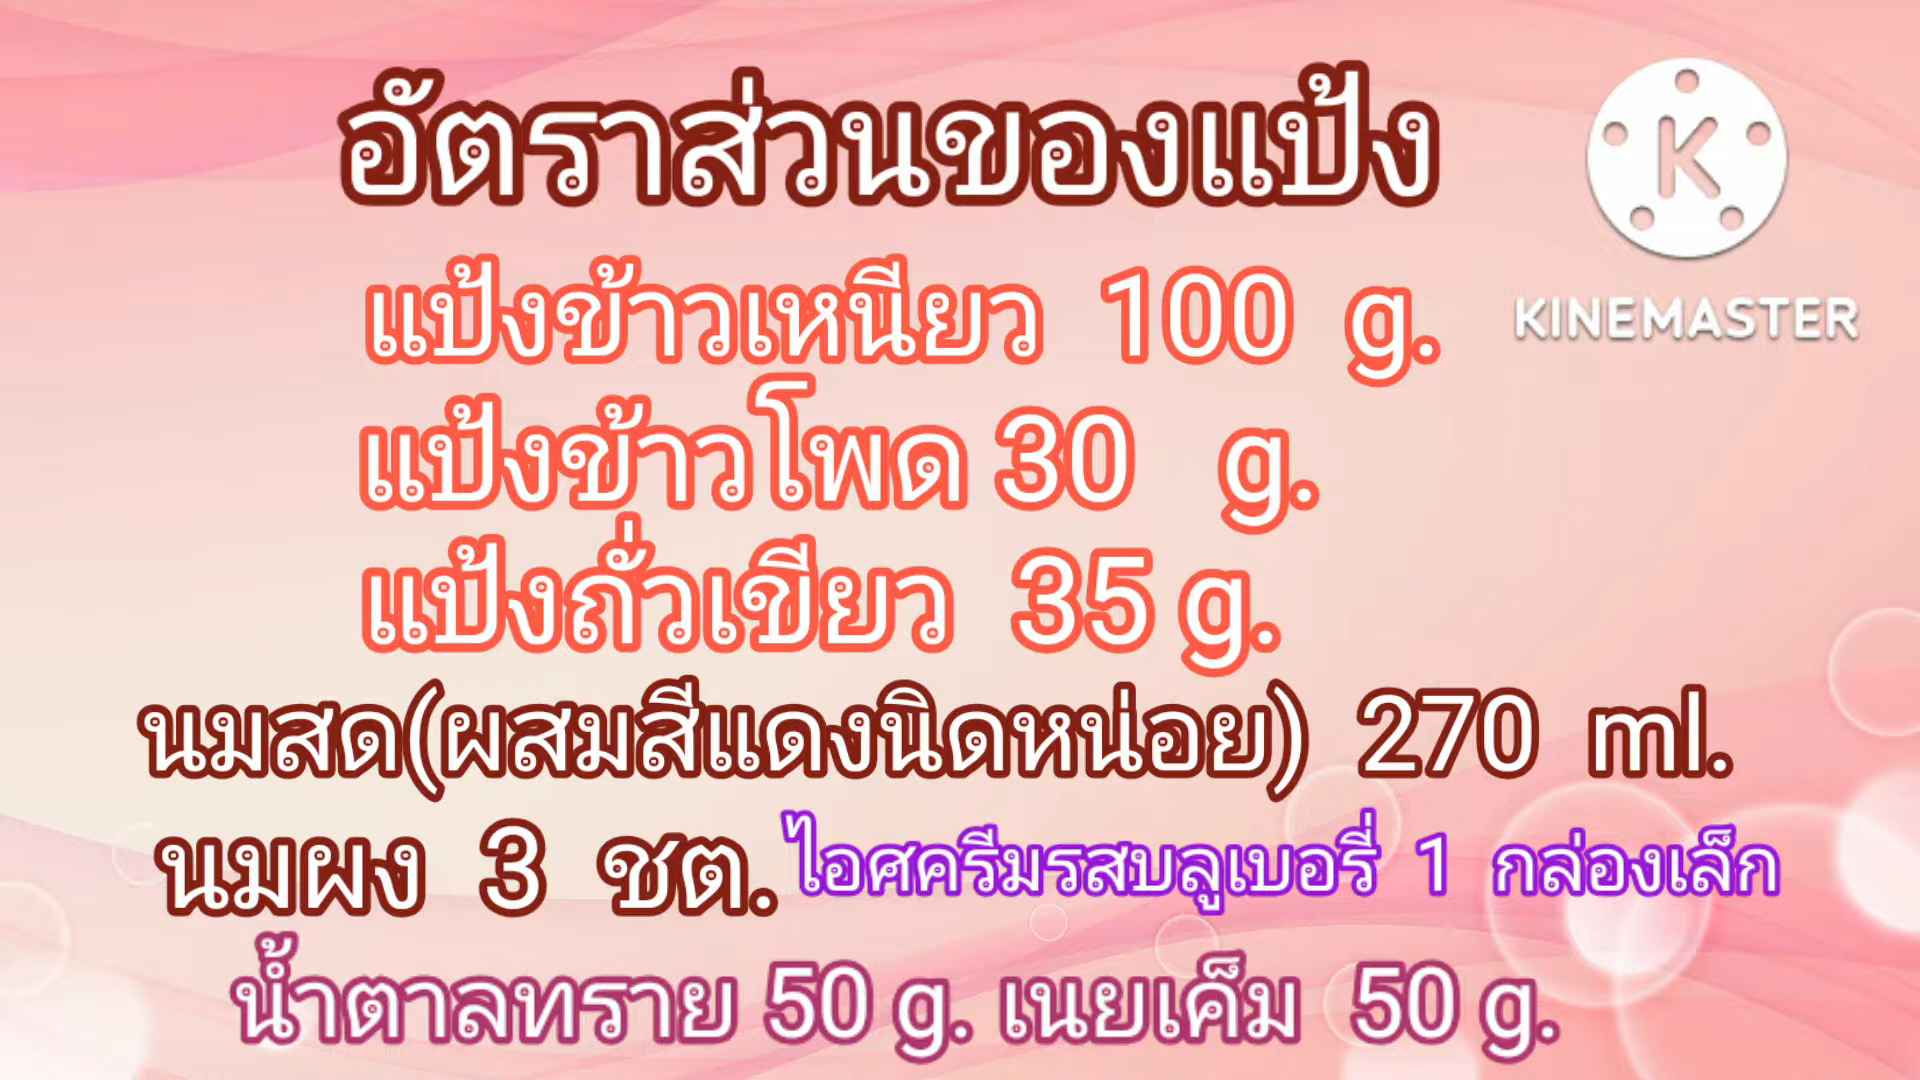 อัตราส่วนของแป้ง
KINEMASTER
แป้งข้าวเหนียว 100 g.
แป้งข้าวโพด 30 g.
แป้งถั่วเขียว 35 g.
นมสด(ผสมสีแดงนิดหน่อย) 270 ml.
นมผง 3 ชต. ไอศครีมรสบลูเบอรี่ 1 กล่องเล็ก
น้ำตาลทราย 50 g. เนยเค็ม 50 g.